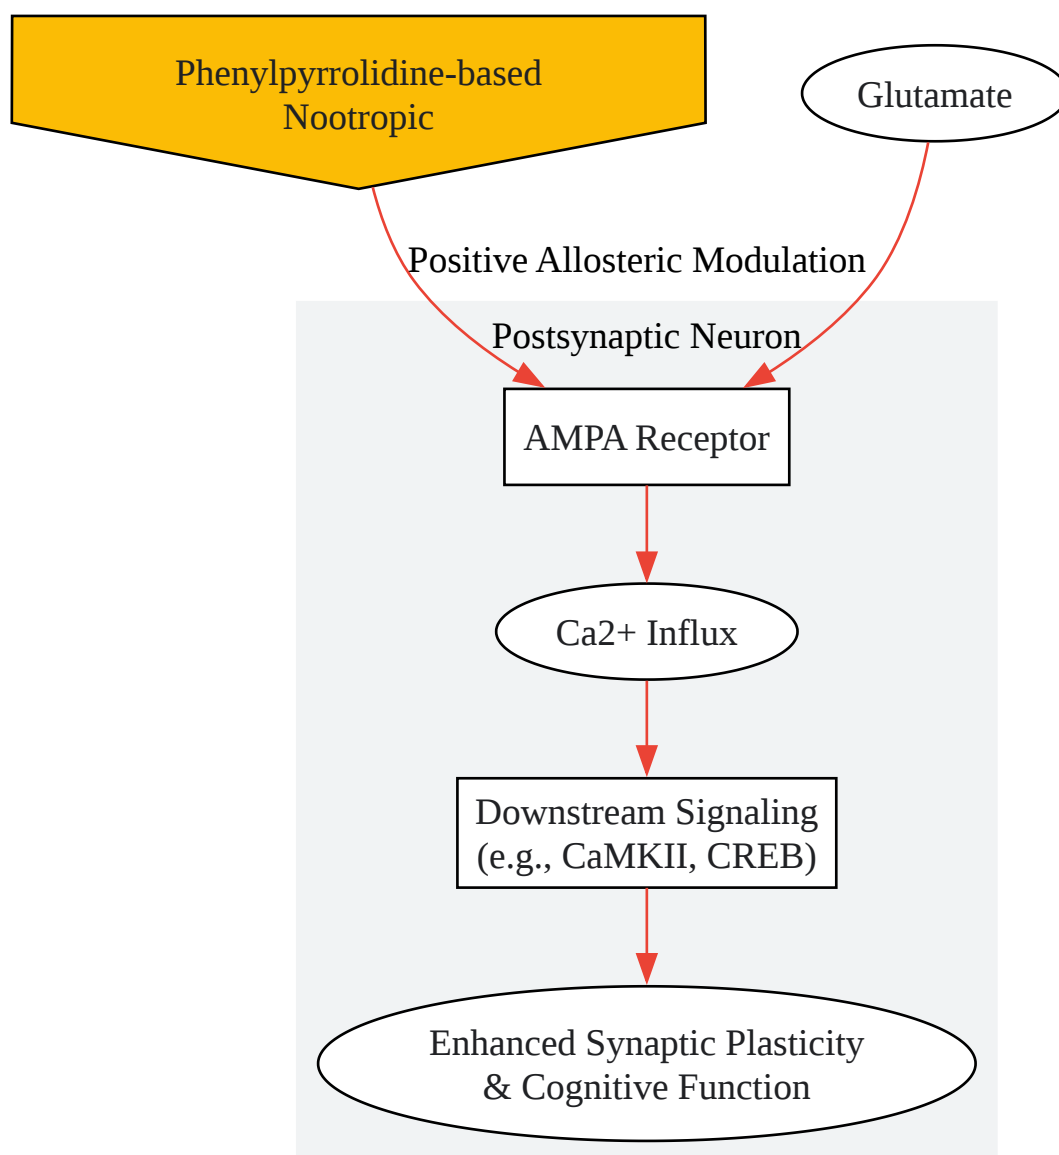 Phenylpyrrolidine-based
Nootropic
Glutamate
Positive Allosteric Modulation
Postsynaptic Neuron
AMPA Receptor
Ca2+ Influx
Downstream Signaling
(e.g., CaMKII, CREB)
Enhanced Synaptic Plasticity
& Cognitive Function